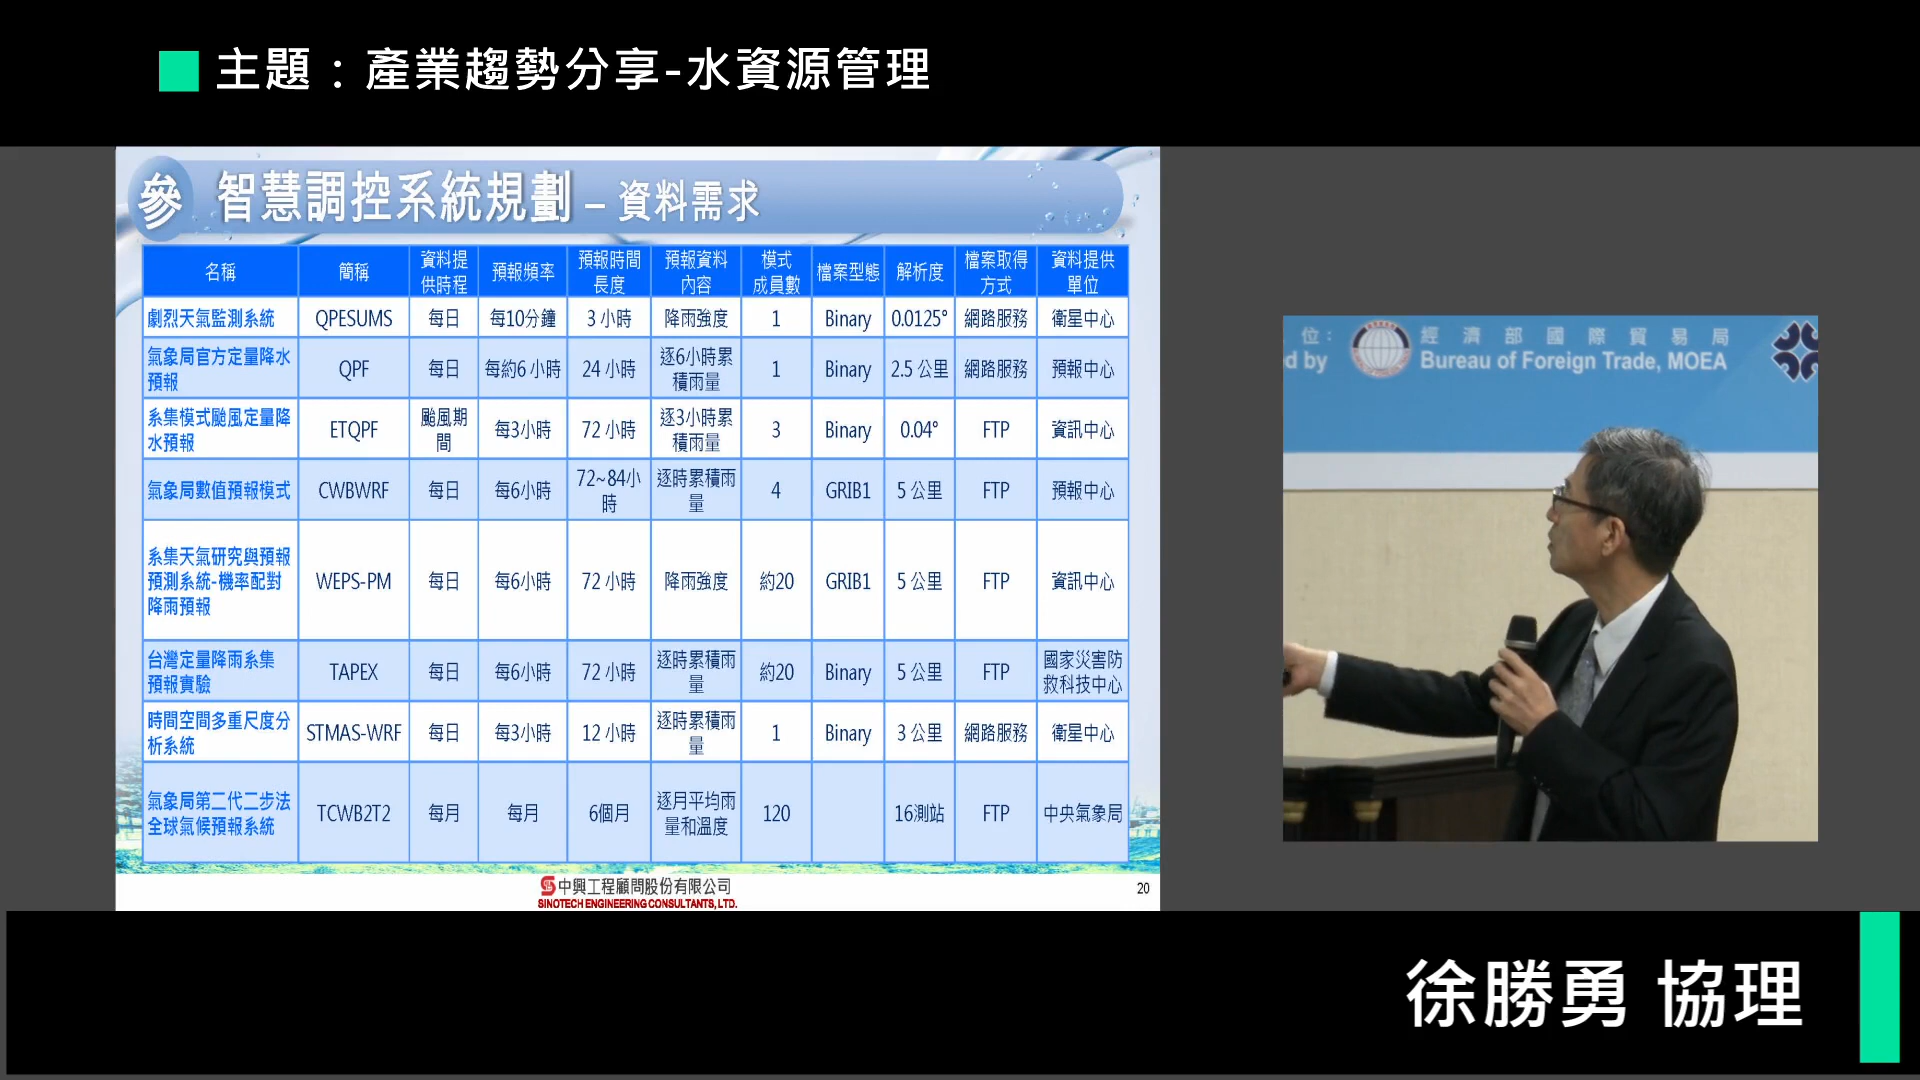 主題：產業趨勢分享-水資源管理
參 智慧調控系統規劃 – 資料需求
名稱 簡稱 資料提供時程 預報頻率 預報時間長度 預報資料內容 模式成員數 檔案型態 解析度 檔案取得方式 資料提供單位
劇烈天氣監測系統 QPESUMS 每日 每10分鐘 3 小時 降雨強度 1 Binary 0.0125° 網路服務 衛星中心
氣象局官方定量降水預報 QPF 每日 每約6 小時 24 小時 逐6小時累積雨量 1 Binary 2.5 公里 網路服務 預報中心
系集模式颱風定量降水預報 ETQPF 颱風期間 每3小時 72 小時 逐3小時累積雨量 3 Binary 0.04° FTP 資訊中心
氣象局數值預報模式 CWBWRF 每日 每6小時 72~84小時 逐時累積雨量 4 GRIB1 5 公里 FTP 預報中心
系集天氣研究與預報預測系統-機率配對降雨預報 WEPS-PM 每日 每6小時 72 小時 降雨強度 約20 GRIB1 5 公里 FTP 資訊中心
台灣定量降雨系集預報實驗 TAPEX 每日 每6小時 72 小時 逐時累積雨量 約20 Binary 5 公里 FTP 國家災害防救科技中心
時間空間多重尺度分析系統 STMAS-WRF 每日 每3小時 12 小時 逐時累積雨量 1 Binary 3 公里 網路服務 衛星中心
氣象局第二代二步法全球氣候預報系統 TCWB2T2 每月 每月 6個月 逐月平均雨量和溫度 120 16測站 FTP 中央氣象局
中興工程顧問股份有限公司
SINOTECH ENGINEERING CONSULTANTS, LTD.
20
位： 經濟部國際貿易局
d by Bureau of Foreign Trade, MOEA
徐勝勇 協理